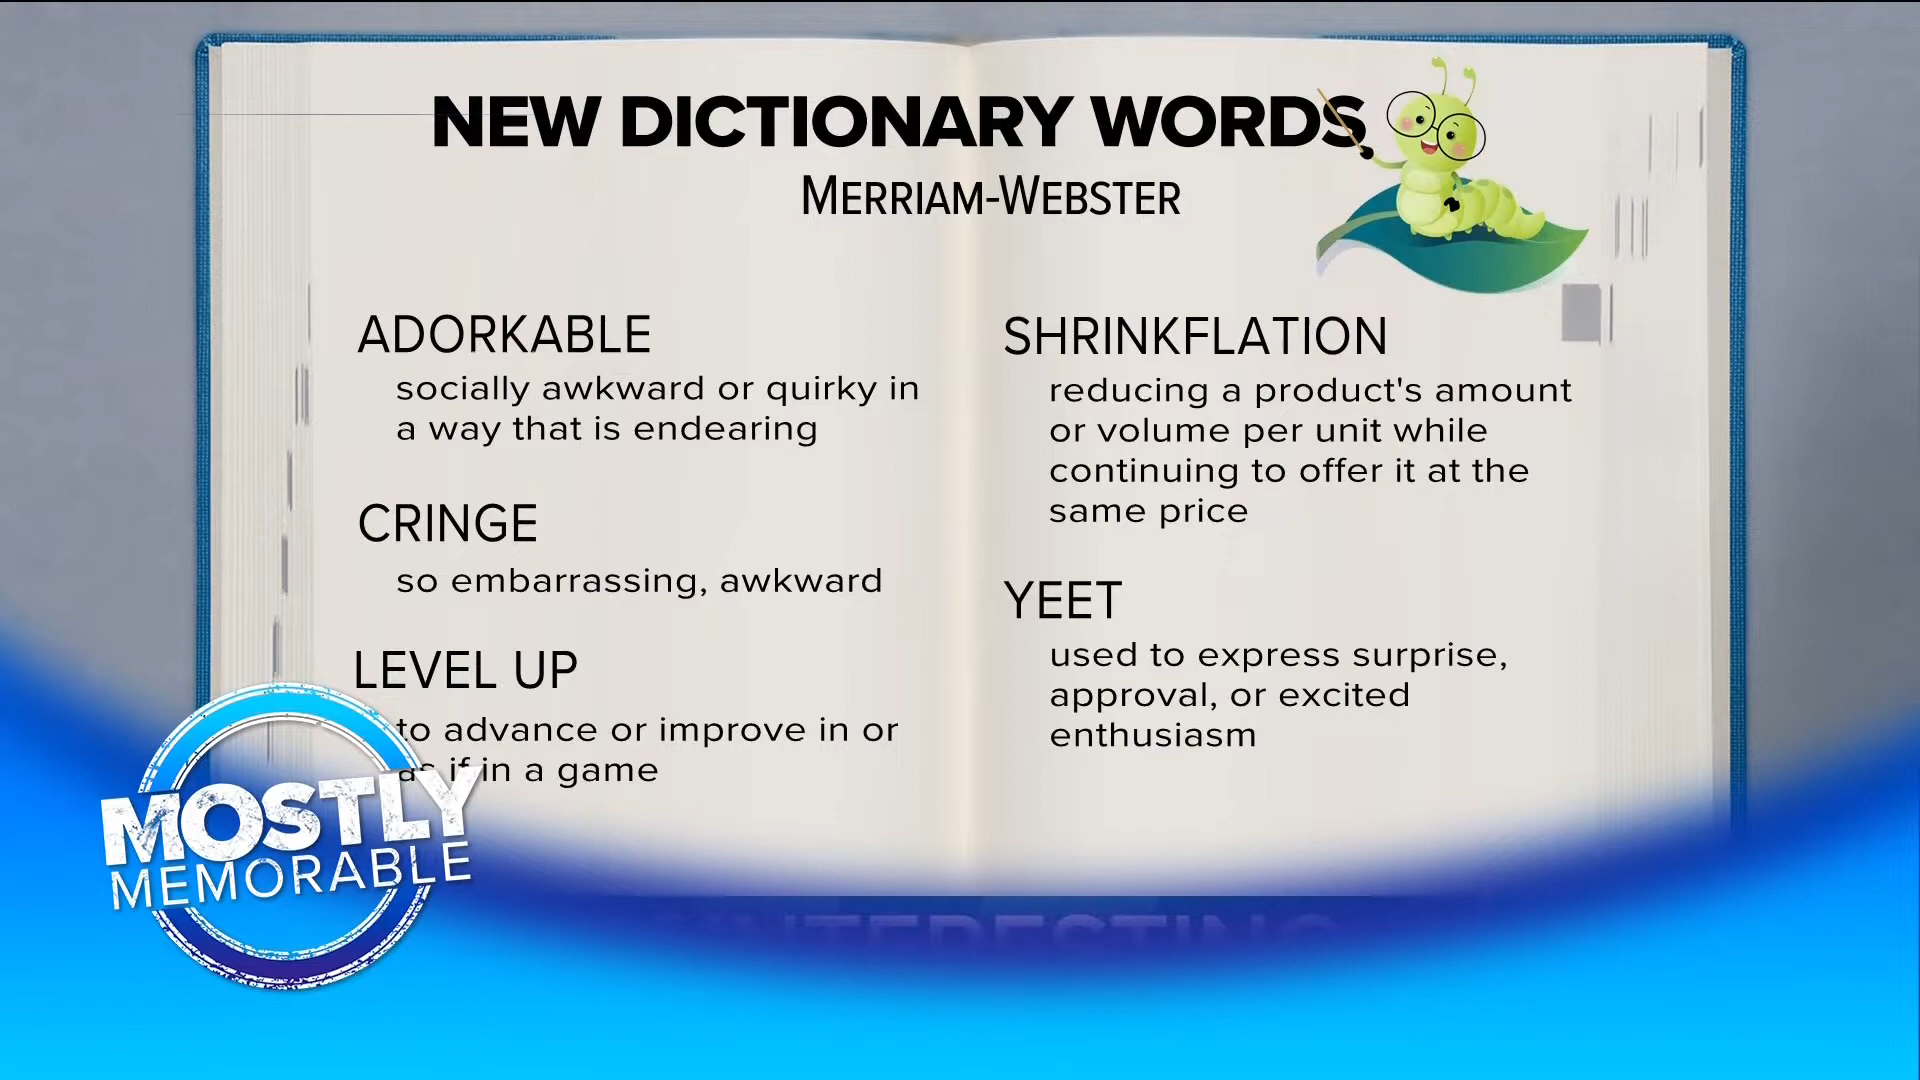 NEW DICTIONARY WORDS
MERRIAM-WEBSTER
ADORKABLE
socially awkward or quirky in
a way that is endearing
CRINGE
so embarrassing, awkward
LEVEL UP
to advance or improve in or
as if in a game
SHRINKFLATION
reducing a product's amount
or volume per unit while
continuing to offer it at the
same price
YEET
used to express surprise,
approval, or excited
enthusiasm
MOSTLY
MEMORABLE
INTERESTING